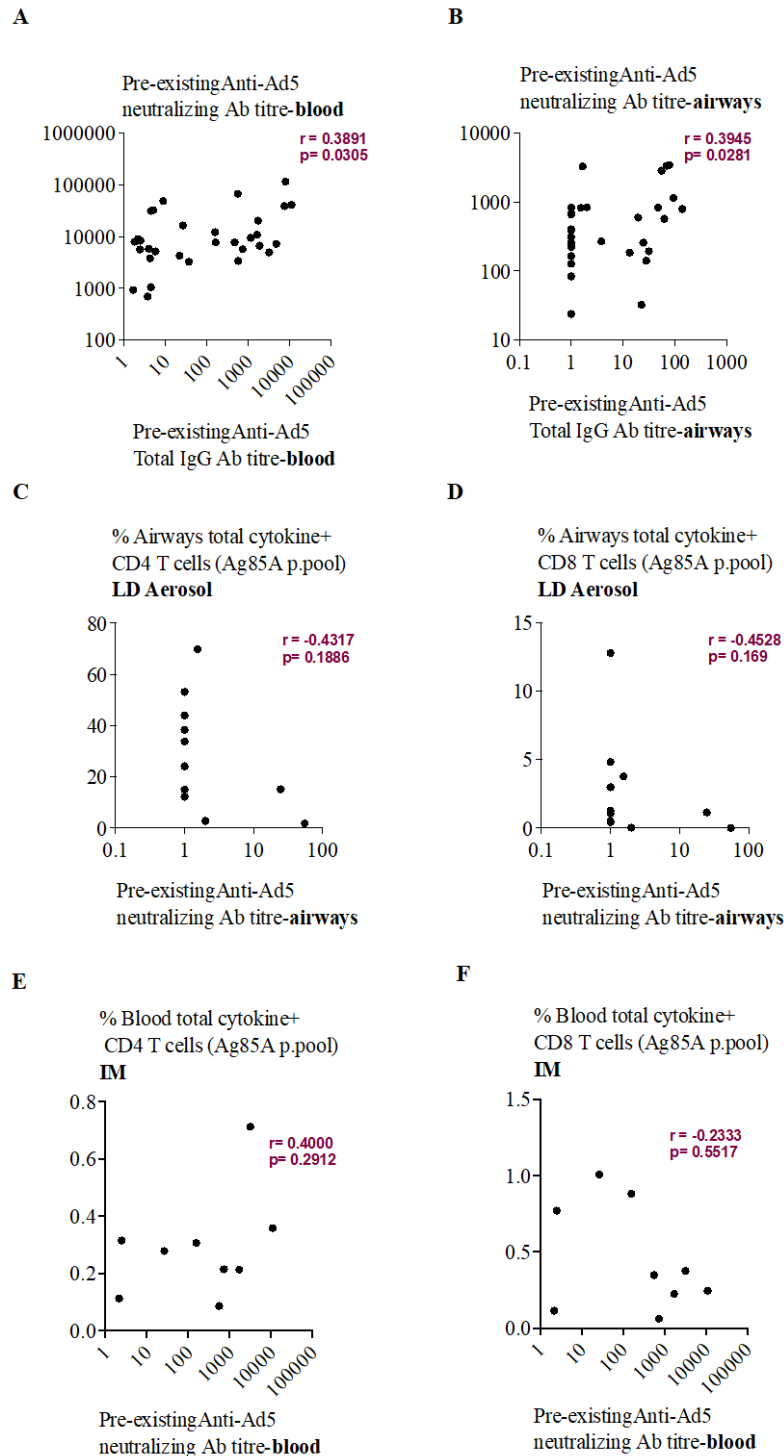 A
Pre-existingAnti-Ad5
neutralizing Ab titre-blood
r = 0.3891
p= 0.0305
1000000
100000
10000
1000
100
1
10
100
1000
10000
100000
Pre-existingAnti-Ad5
Total IgG Ab titre-blood
B
Pre-existingAnti-Ad5
neutralizing Ab titre-airways
r = 0.3945
p= 0.0281
10000
1000
100
10
0.1
1
10
100
1000
Pre-existingAnti-Ad5
Total IgG Ab titre-airways
C
% Airways total cytokine+
CD4 T cells (Ag85A p.pool)
LD Aerosol
r = -0.4317
p= 0.1886
80
60
40
20
0
0.1
1
10
100
Pre-existingAnti-Ad5
neutralizing Ab titre-airways
D
% Airways total cytokine+
CD8 T cells (Ag85A p.pool)
LD Aerosol
r = -0.4528
p= 0.169
15
10
5
0
0.1
1
10
100
Pre-existingAnti-Ad5
neutralizing Ab titre-airways
E
% Blood total cytokine+
CD4 T cells (Ag85A p.pool)
IM
r= 0.4000
p= 0.2912
0.8
0.6
0.4
0.2
0.0
1
10
100
1000
10000
100000
Pre-existingAnti-Ad5
neutralizing Ab titre-blood
F
% Blood total cytokine+
CD8 T cells (Ag85A p.pool)
IM
r = -0.2333
p= 0.5517
1.5
1.0
0.5
0.0
1
10
100
1000
10000
100000
Pre-existingAnti-Ad5
neutralizing Ab titre-blood